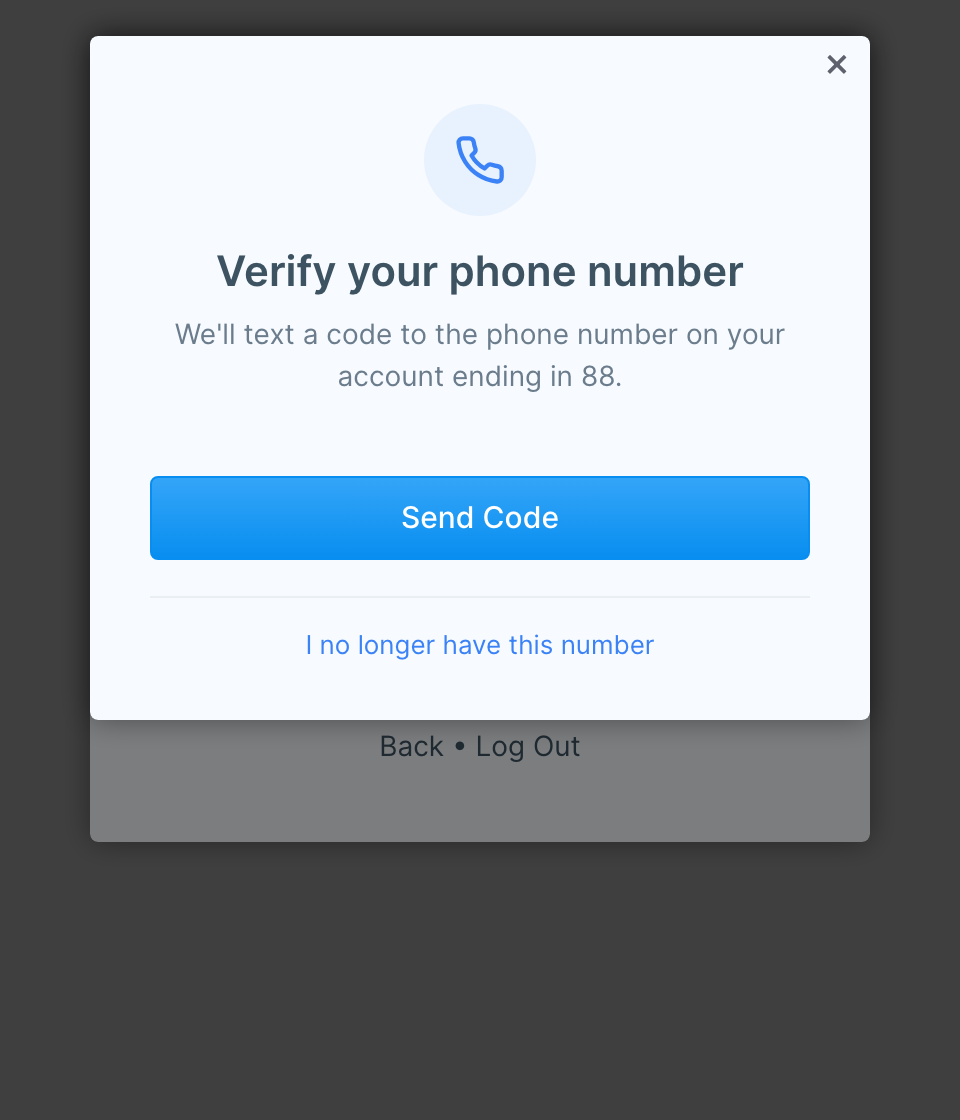 Verify your phone number
We'll text a code to the phone number on your
account ending in 88.
Send Code
I no longer have this number
Back • Log Out